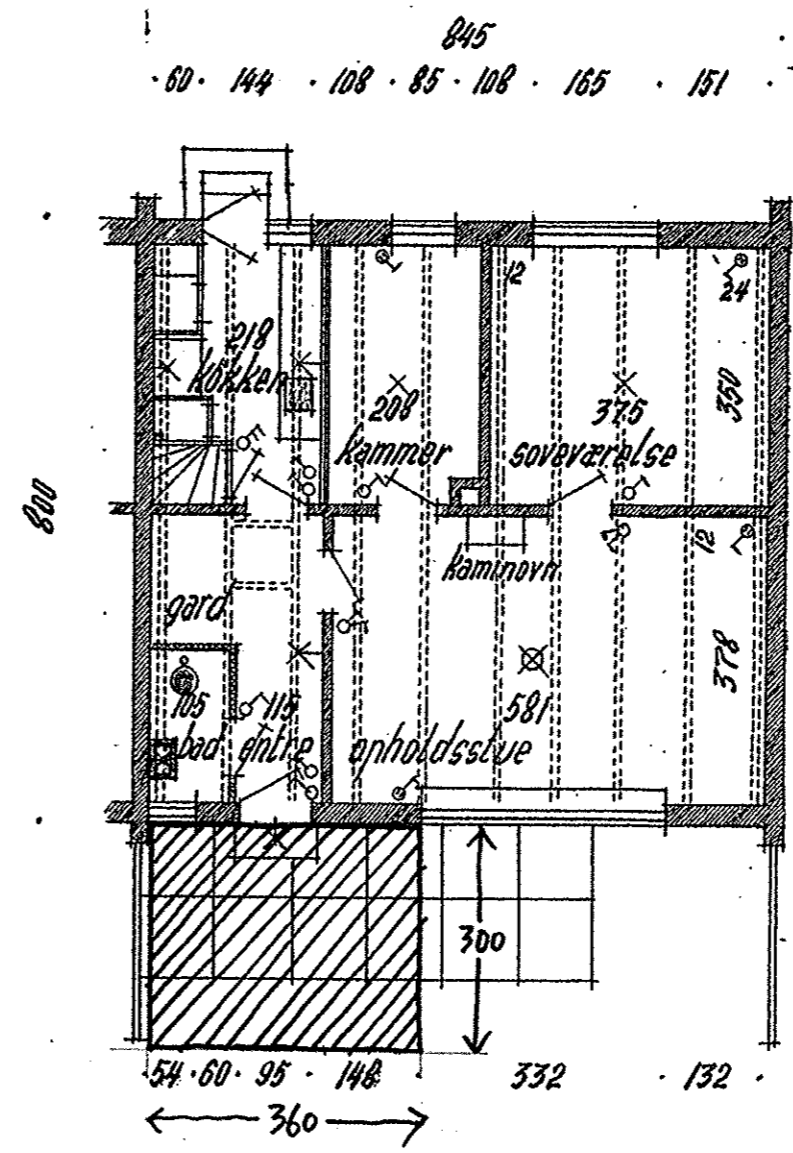 845
60 · 144 · 108 · 85 · 108 · 165 · 151
12
24
218
køkken
208
kammer
375
soveværelse
350
800
kaminovn
12
gard
378
105
bad
115
entre
581
opholdsstue
300
54 · 60 · 95 · 148 · 332 · 132
360